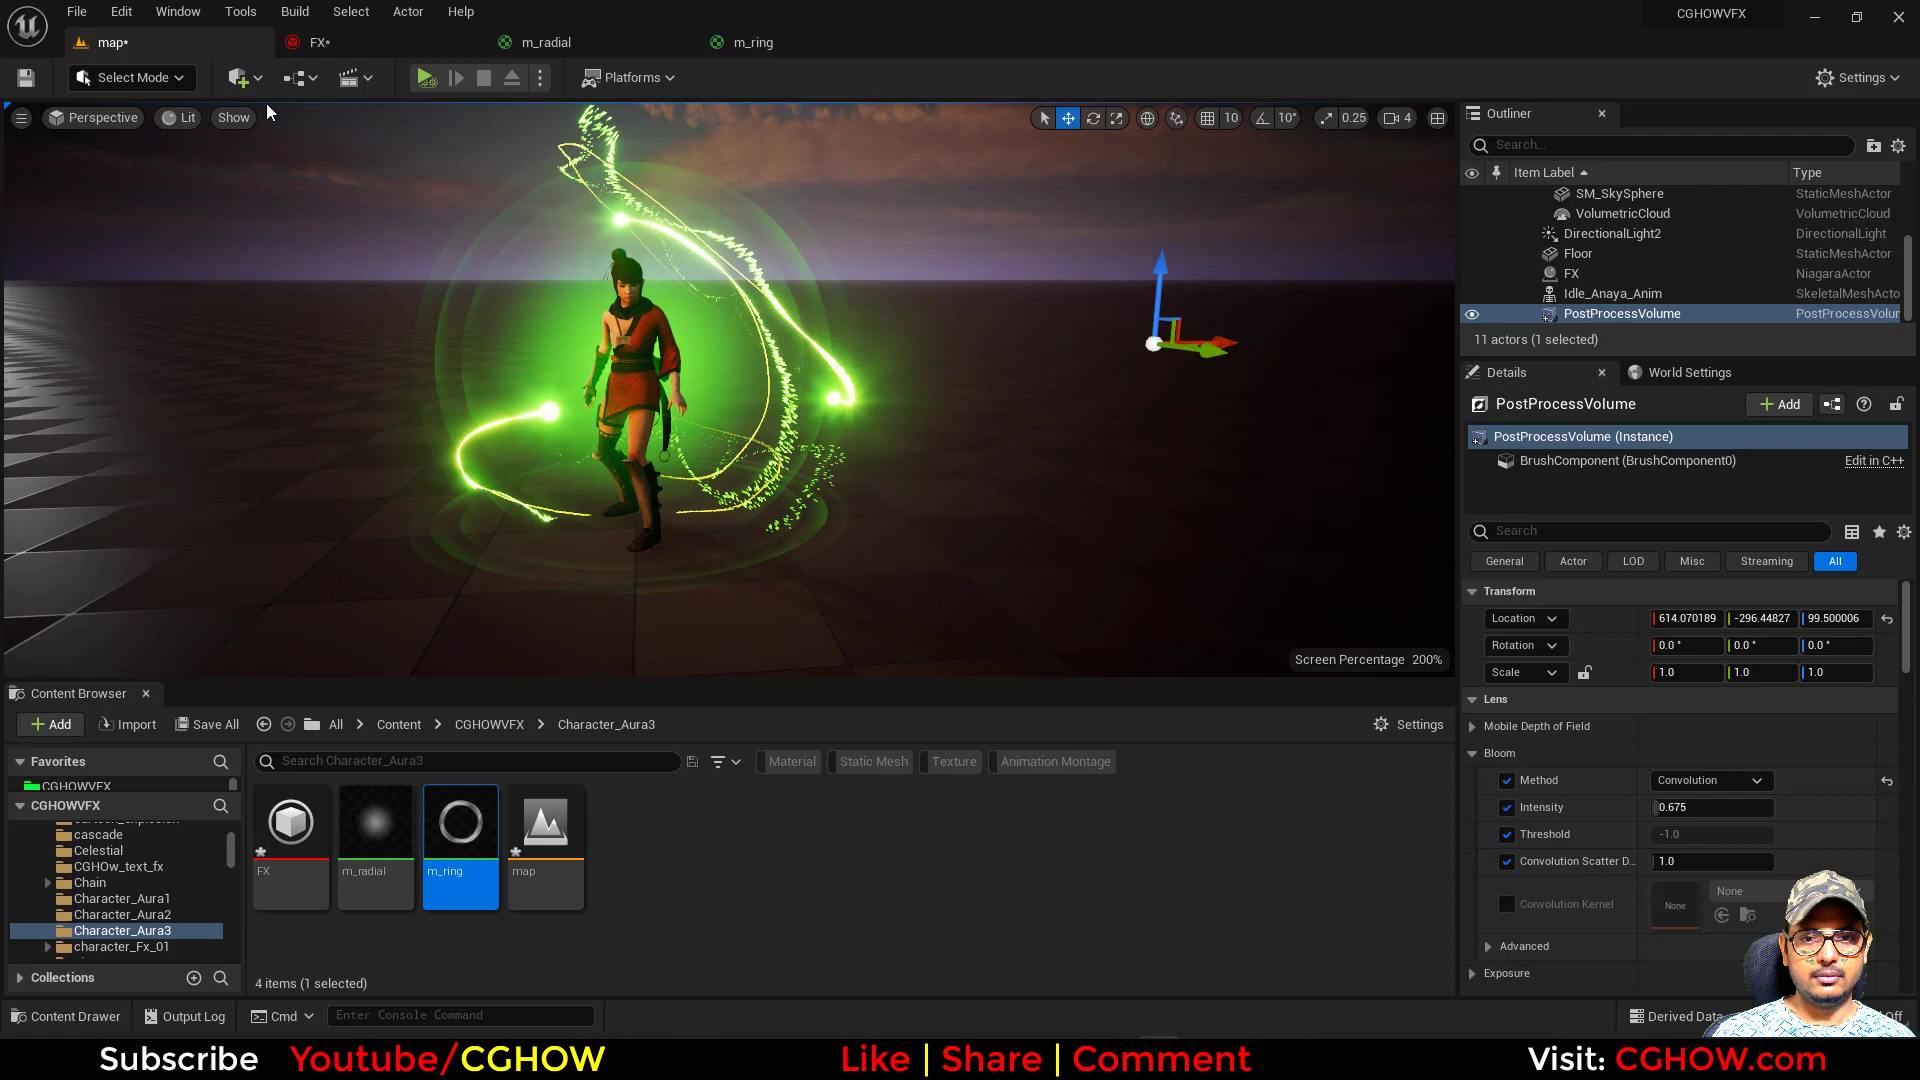 File Edit Window Tools Build Select Actor Help
CGHOWVFX
map* FX* m_radial m_ring
Select Mode Platforms Settings
Perspective Lit Show 10 10° 0.25 4
Screen Percentage 200%
Outliner
Search...
Item Label Type
SM_SkySphere StaticMeshActor
VolumetricCloud VolumetricCloud
DirectionalLight2 DirectionalLight
Floor StaticMeshActor
FX NiagaraActor
Idle_Anaya_Anim SkeletalMeshActo
PostProcessVolume PostProcessVolur
11 actors (1 selected)
Details World Settings
PostProcessVolume + Add
PostProcessVolume (Instance)
BrushComponent (BrushComponent0) Edit in C++
Search
General Actor LOD Misc Streaming All
Transform
Location 614.070189 -296.44827 99.500006
Rotation 0.0 ° 0.0 ° 0.0 °
Scale 1.0 1.0 1.0
Lens
Mobile Depth of Field
Bloom
Method Convolution
Intensity 0.675
Threshold -1.0
Convolution Scatter D... 1.0
None
Convolution Kernel None
Advanced
Exposure
Content Browser
+ Add Import Save All All Content CGHOWVFX Character_Aura3 Settings
Favorites
CGHOWVFX
CGHOWVFX
cascade
Celestial
CGHOw_text_fx
Chain
Character_Aura1
Character_Aura2
Character_Aura3
character_Fx_01
Collections
Search Character_Aura3 Material Static Mesh Texture Animation Montage
FX m_radial m_ring map
4 items (1 selected)
Content Drawer Output Log Cmd Enter Console Command Derived Data Off
Subscribe Youtube/CGHOW Like | Share | Comment Visit: CGHOW.com